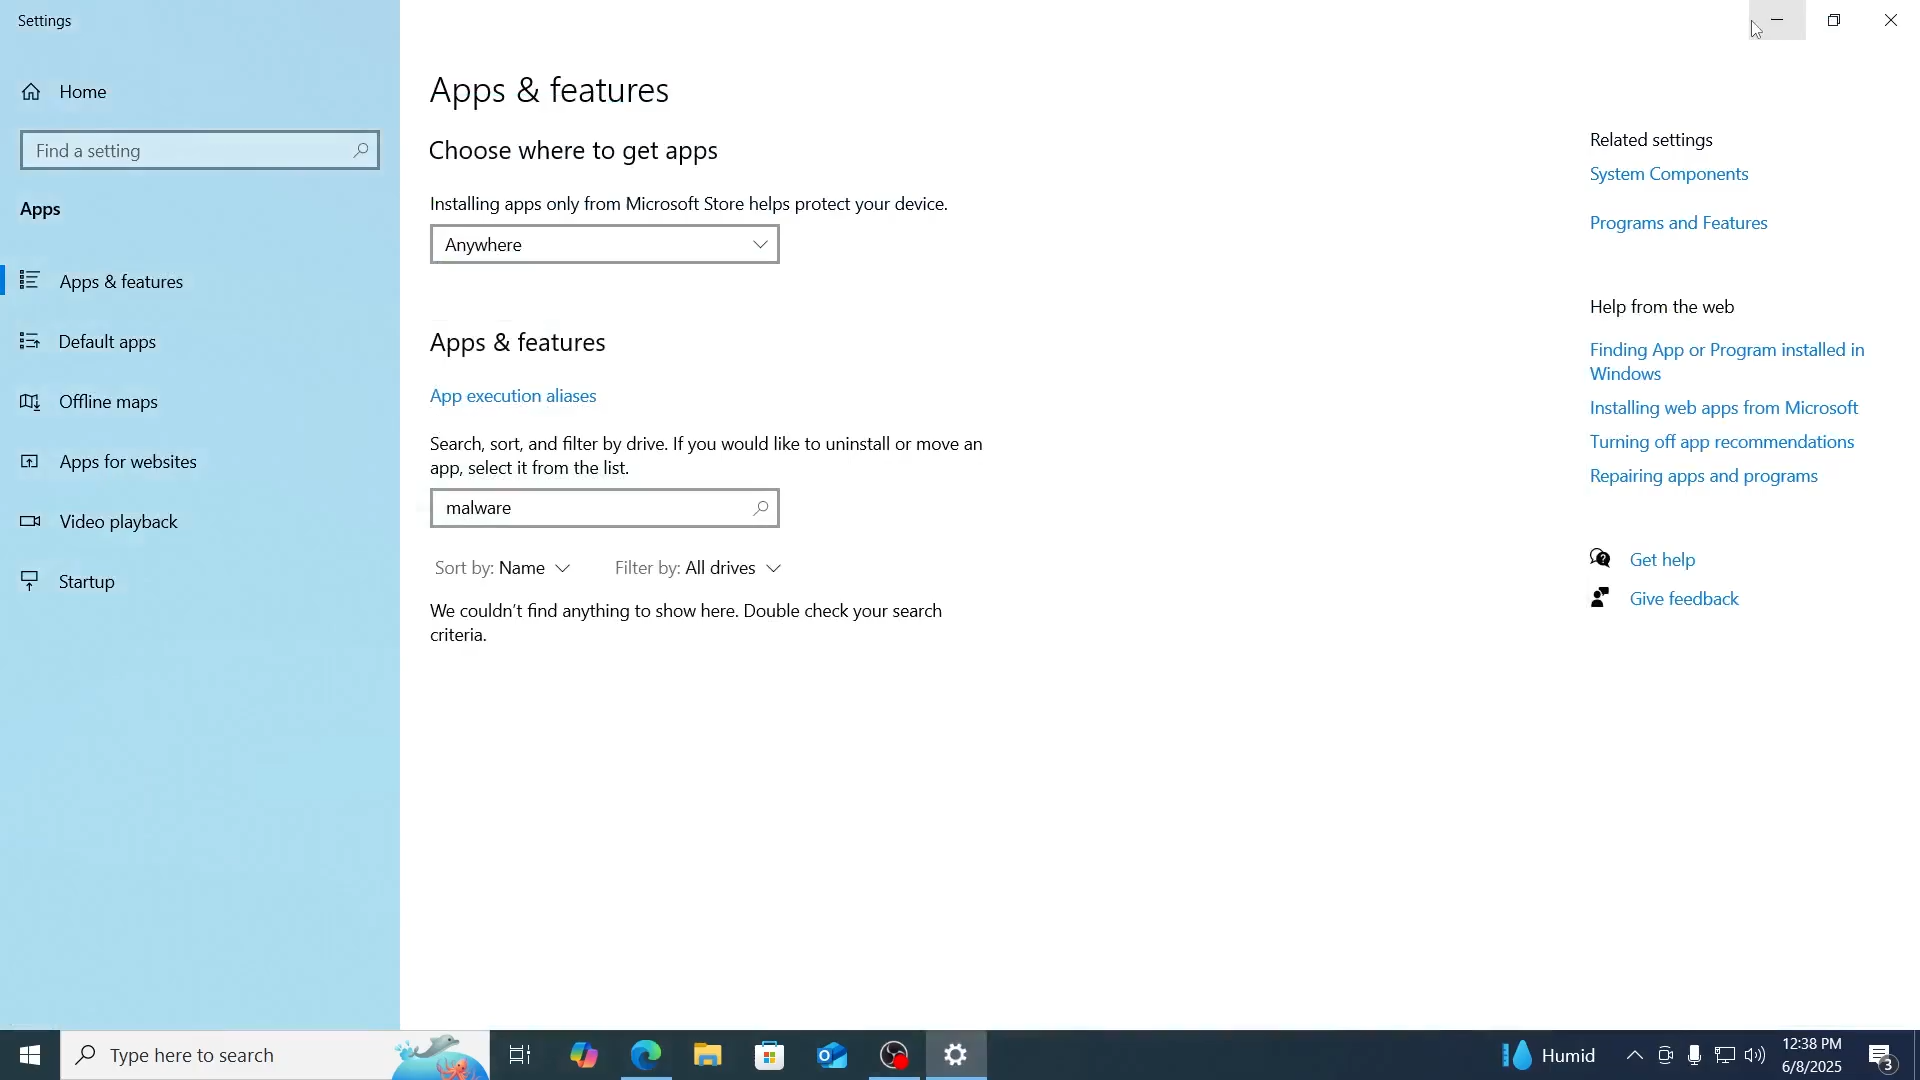 Settings
Home
Find a setting
Apps
Apps & features
Default apps
Offline maps
Apps for websites
Video playback
Startup
Apps & features
Choose where to get apps
Installing apps only from Microsoft Store helps protect your device.
Anywhere
Apps & features
App execution aliases
Search, sort, and filter by drive. If you would like to uninstall or move an
app, select it from the list.
malware
Sort by: Name
Filter by: All drives
We couldn't find anything to show here. Double check your search
criteria.
Related settings
System Components
Programs and Features
Help from the web
Finding App or Program installed in
Windows
Installing web apps from Microsoft
Turning off app recommendations
Repairing apps and programs
Get help
Give feedback
Type here to search
Humid
12:38 PM
6/8/2025
3